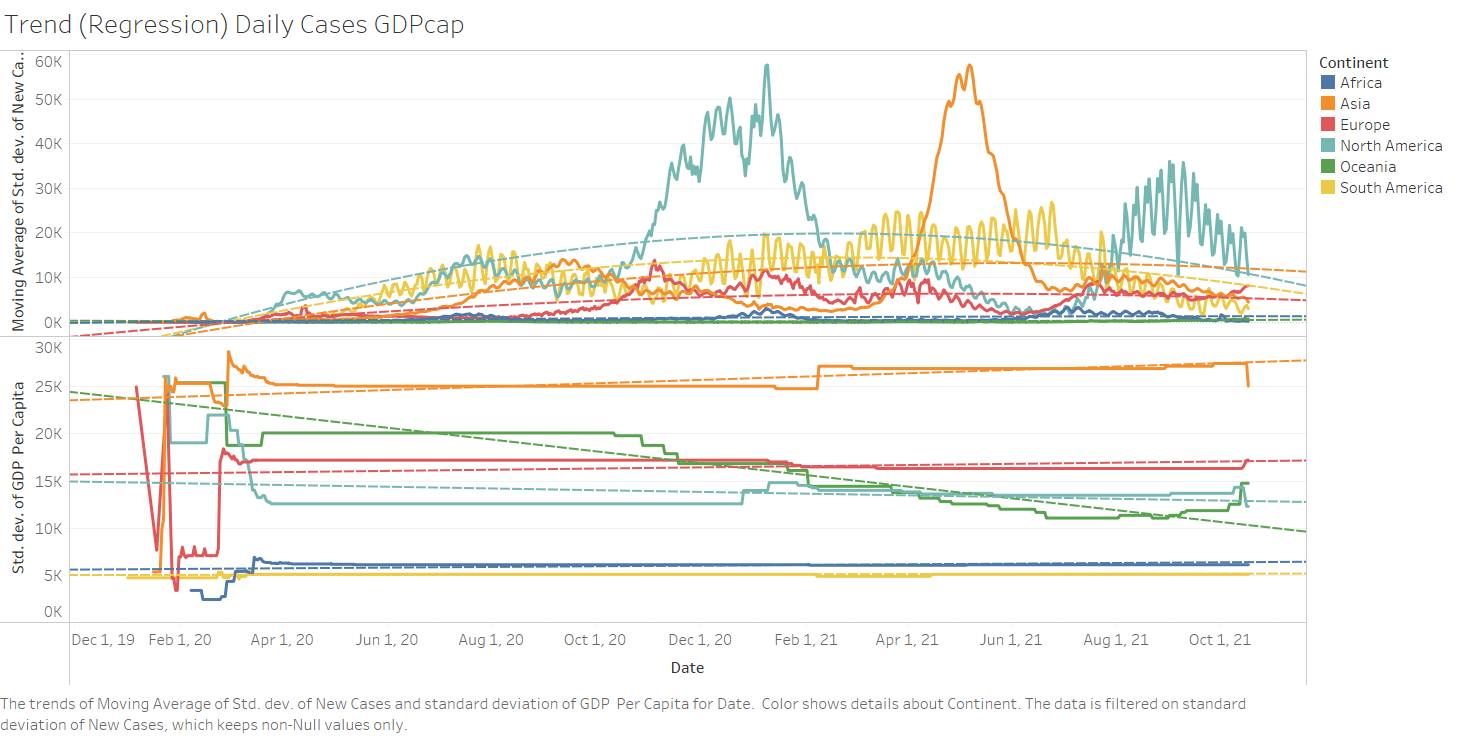 Trend (Regression) Daily Cases GDPcap
Continent
Africa
Asia
Europe
North America
Oceania
South America
Moving Average of Std. dev. of New Ca..
60K
50K
40K
30K
20K
10K
0K
Std. dev. of GDP Per Capita
30K
25K
20K
15K
10K
5K
0K
Dec 1, 19 Feb 1, 20 Apr 1, 20 Jun 1, 20 Aug 1, 20 Oct 1, 20 Dec 1, 20 Feb 1, 21 Apr 1, 21 Jun 1, 21 Aug 1, 21 Oct 1, 21
Date
The trends of Moving Average of Std. dev. of New Cases and standard deviation of GDP Per Capita for Date. Color shows details about Continent. The data is filtered on standard
deviation of New Cases, which keeps non-Null values only.